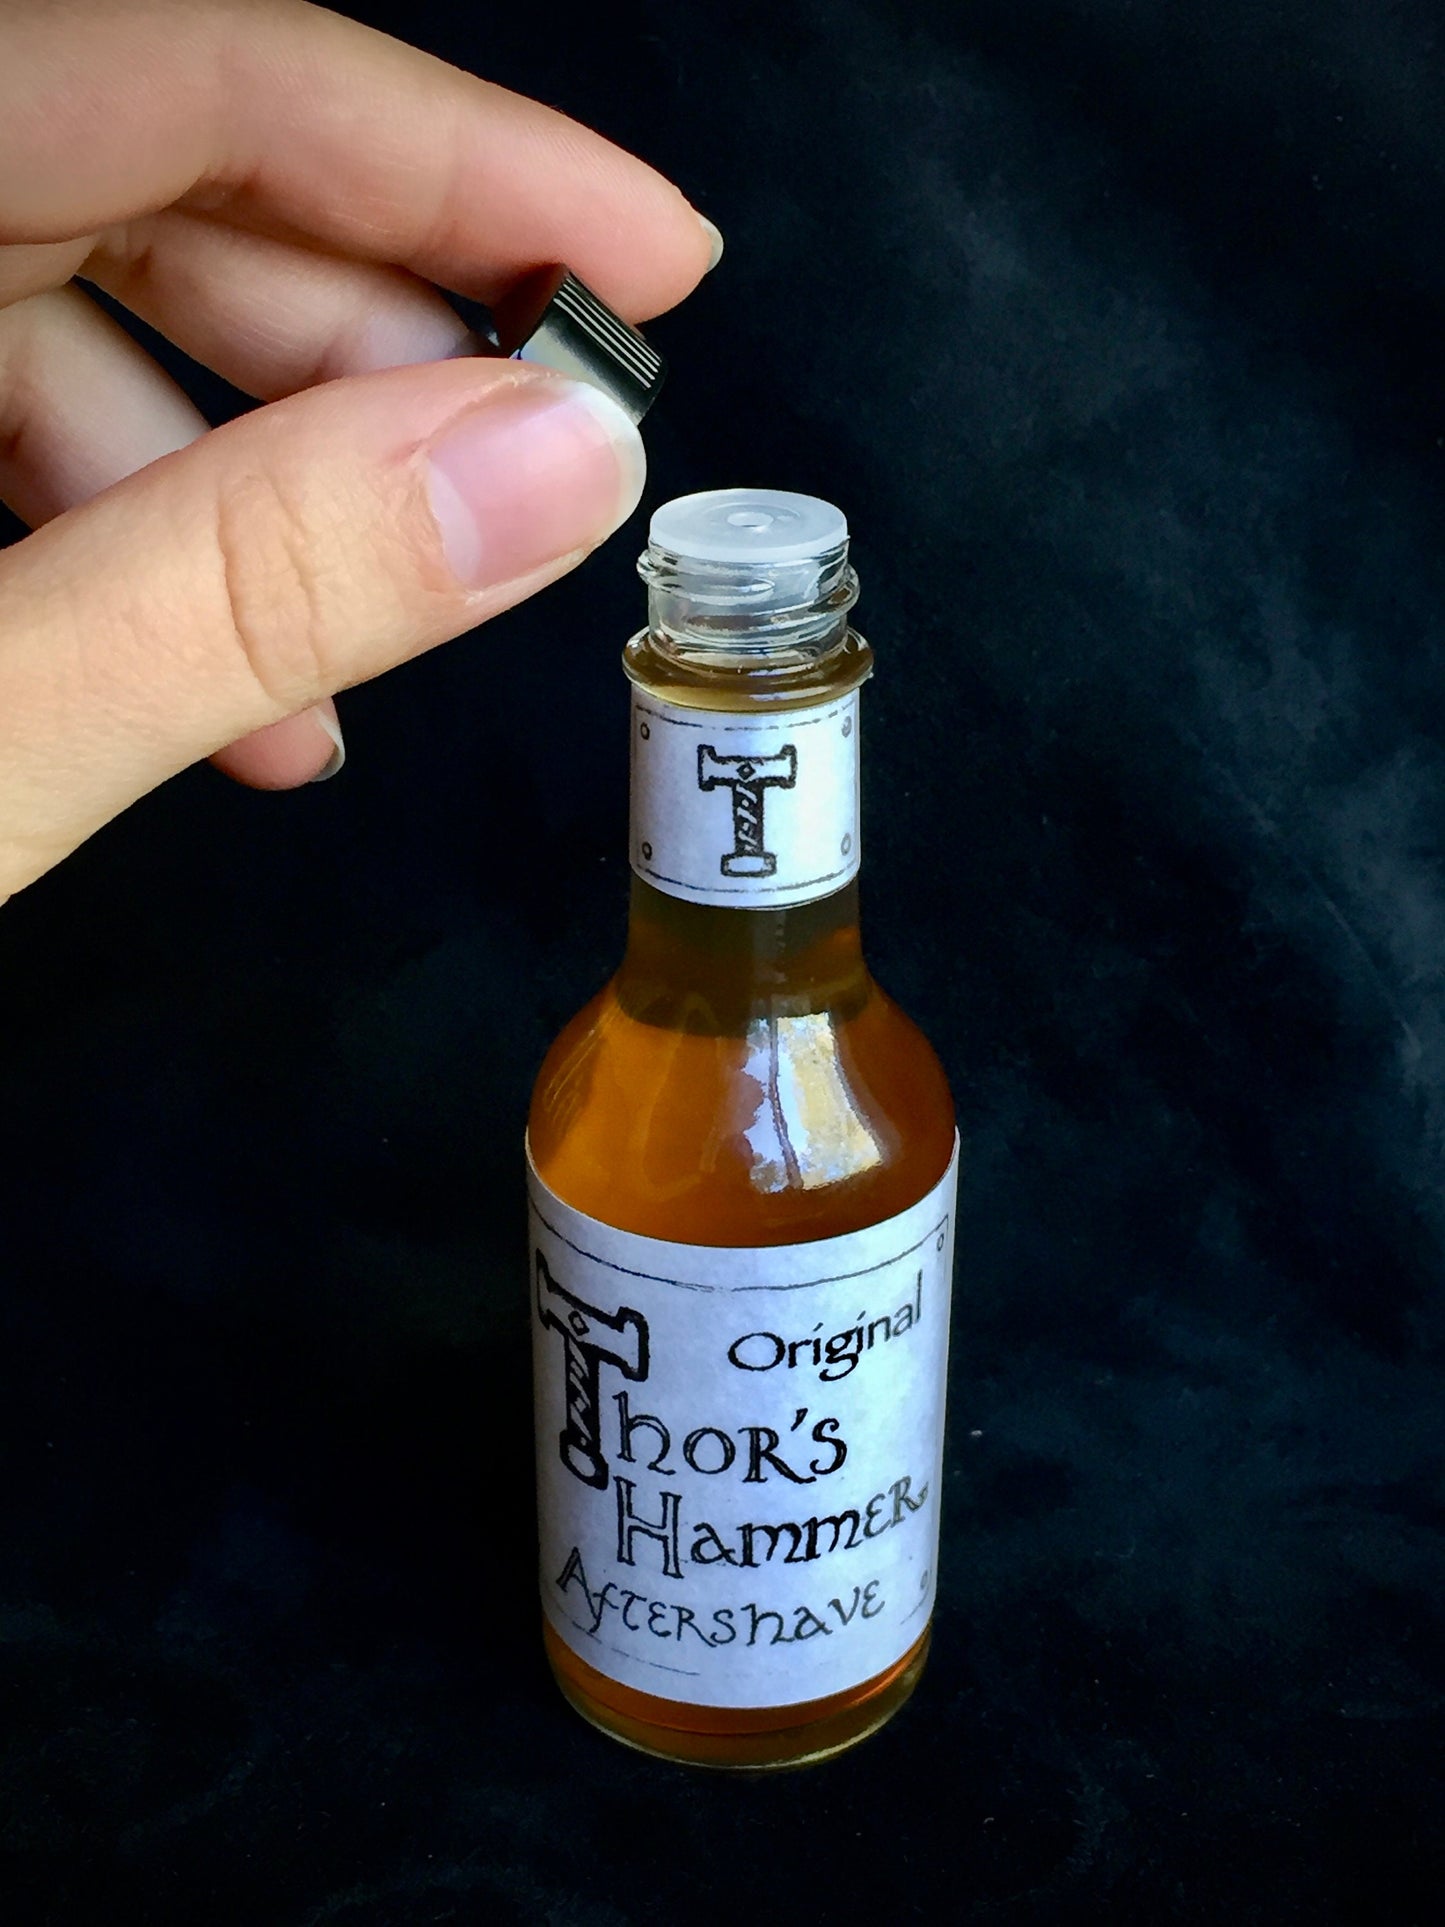 T
Original
Thor's
Hammer
Aftershave